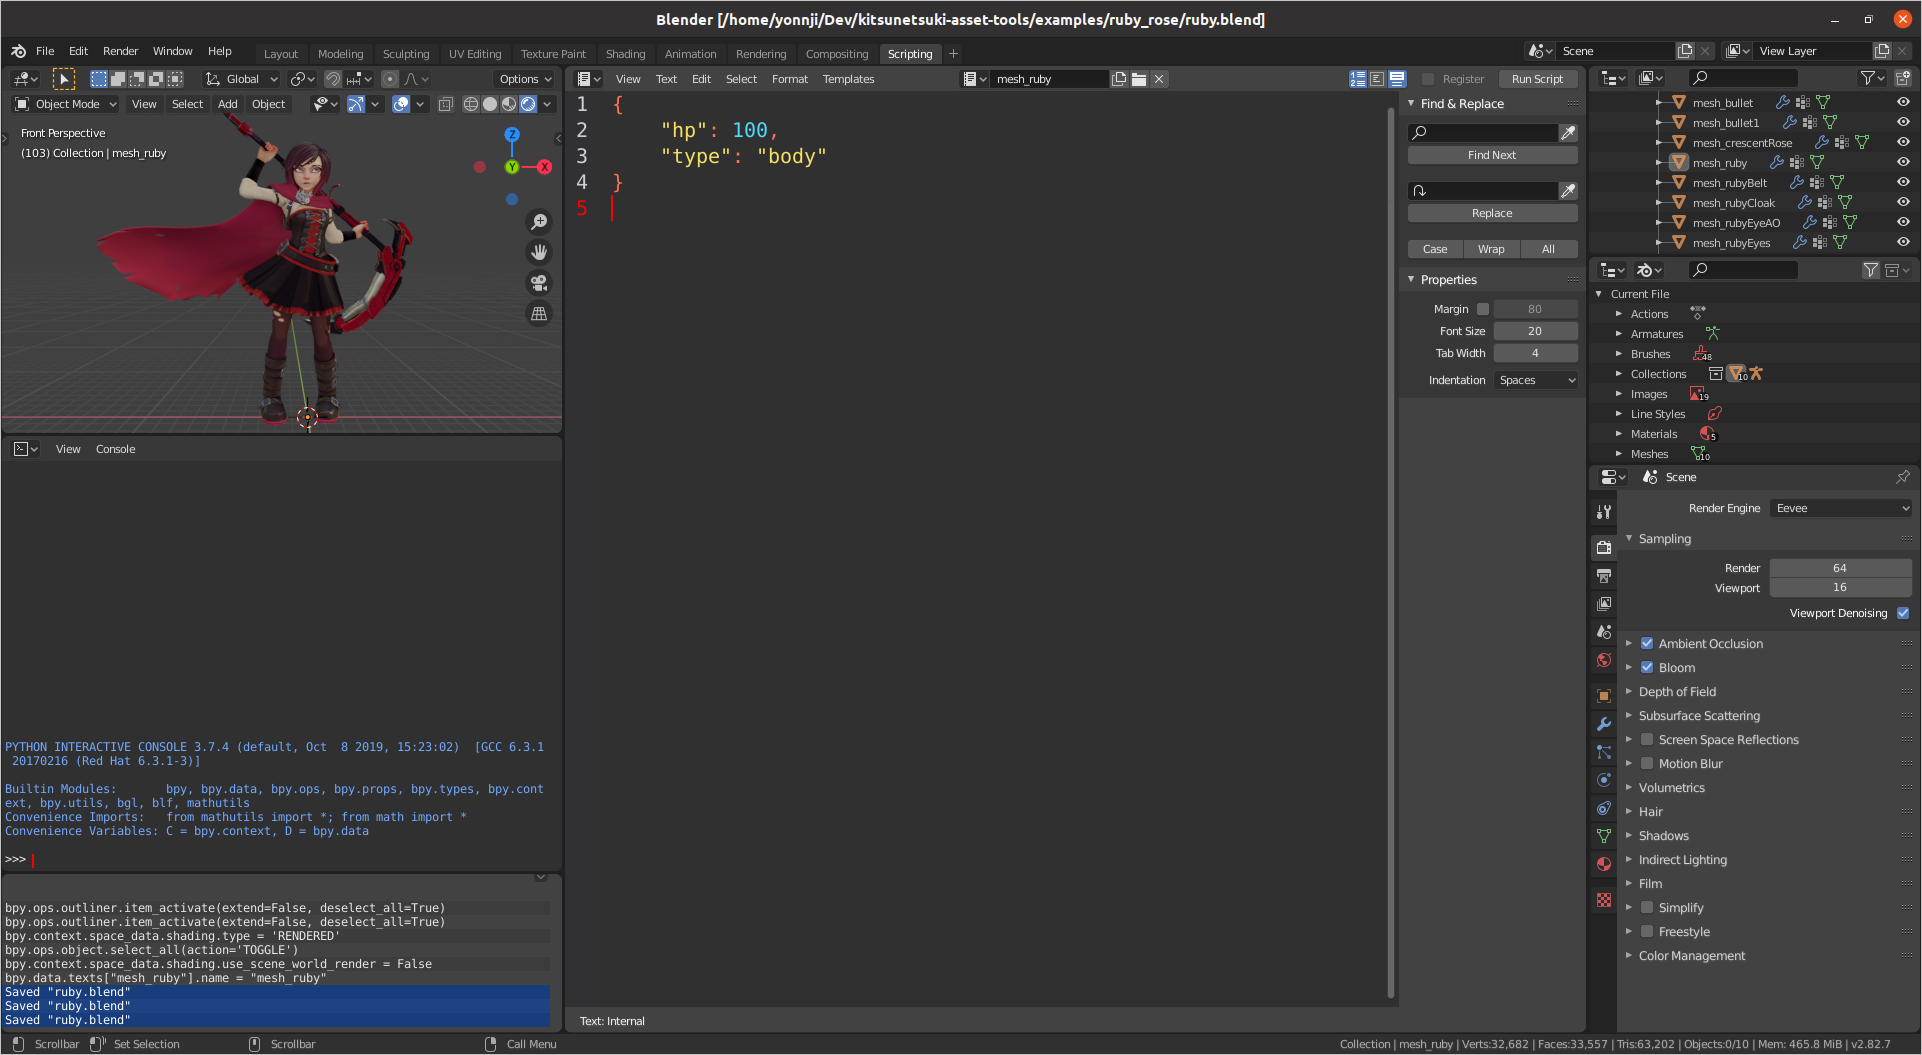 Blender [/home/yonnji/Dev/kitsunetsuki-asset-tools/examples/ruby_rose/ruby.blend]
File Edit Render Window Help Layout Modeling Sculpting UV Editing Texture Paint Shading Animation Rendering Compositing Scripting + Scene View Layer
Global Options
Object Mode View Select Add Object
Front Perspective
(103) Collection | mesh_ruby
Z
Y
X
View Text Edit Select Format Templates mesh_ruby Register Run Script
1 {
2 "hp": 100,
3 "type": "body"
4 }
5
Find & Replace
Find Next
Replace
Case Wrap All
Properties
Margin 80
Font Size 20
Tab Width 4
Indentation Spaces
Text: Internal
View Console
PYTHON INTERACTIVE CONSOLE 3.7.4 (default, Oct  8 2019, 15:23:02)  [GCC 6.3.1
20170216 (Red Hat 6.3.1-3)]
Builtin Modules:       bpy, bpy.data, bpy.ops, bpy.props, bpy.types, bpy.cont
ext, bpy.utils, bgl, blf, mathutils
Convenience Imports:   from mathutils import *; from math import *
Convenience Variables: C = bpy.context, D = bpy.data
>>>
bpy.ops.outliner.item_activate(extend=False, deselect_all=True)
bpy.ops.outliner.item_activate(extend=False, deselect_all=True)
bpy.context.space_data.shading.type = 'RENDERED'
bpy.ops.object.select_all(action='TOGGLE')
bpy.context.space_data.shading.use_scene_world_render = False
bpy.data.texts["mesh_ruby"].name = "mesh_ruby"
Saved "ruby.blend"
Saved "ruby.blend"
Saved "ruby.blend"
mesh_bullet
mesh_bullet1
mesh_crescentRose
mesh_ruby
mesh_rubyBelt
mesh_rubyCloak
mesh_rubyEyeAO
mesh_rubyEyes
Current File
Actions
Armatures
Brushes 48
Collections 10
Images 19
Line Styles
Materials 5
Meshes 10
Scene
Render Engine Eevee
Sampling
Render 64
Viewport 16
Viewport Denoising
Ambient Occlusion
Bloom
Depth of Field
Subsurface Scattering
Screen Space Reflections
Motion Blur
Volumetrics
Hair
Shadows
Indirect Lighting
Film
Simplify
Freestyle
Color Management
Scrollbar Set Selection Scrollbar Call Menu Collection | mesh_ruby | Verts:32,682 | Faces:33,557 | Tris:63,202 | Objects:0/10 | Mem: 465.8 MiB | v2.82.7